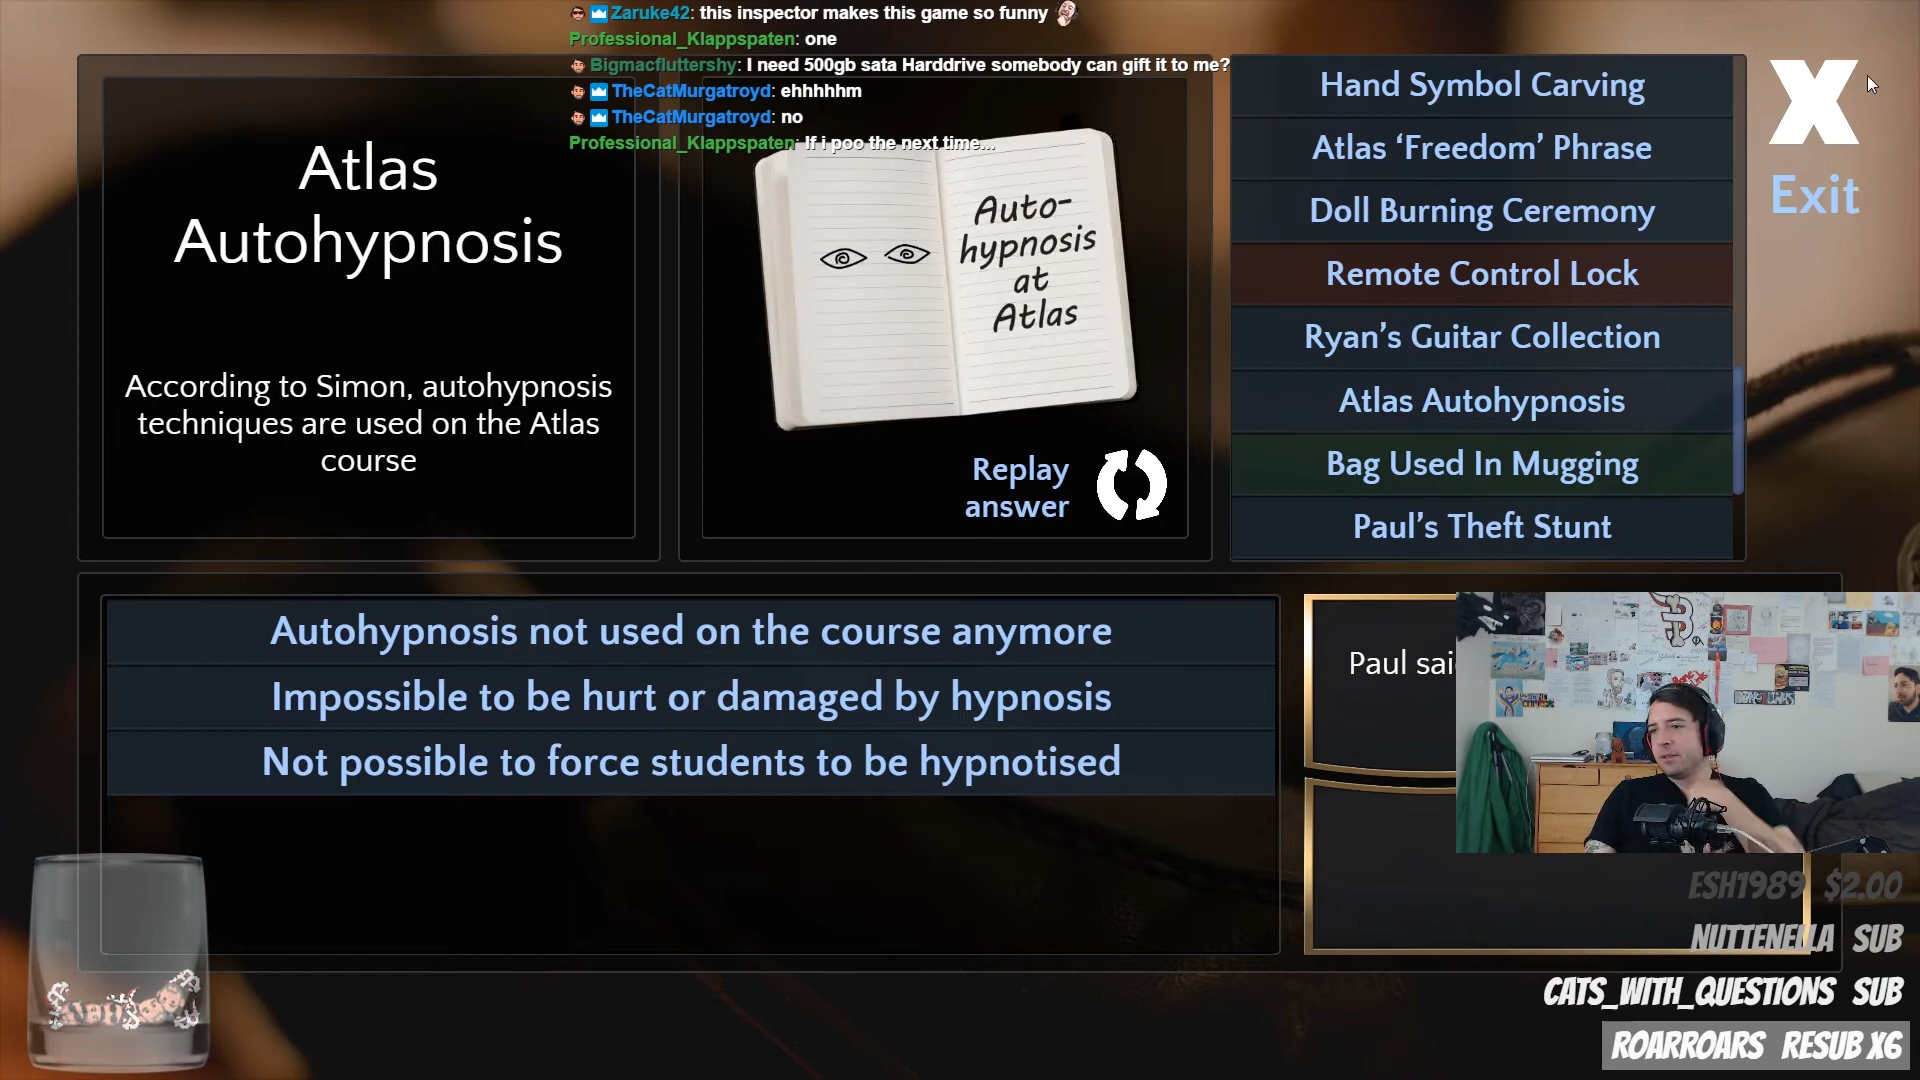 Zaruke42: this inspector makes this game so funny
Professional_Klappspaten: one
Bigmacfluttershy: I need 500gb sata Harddrive somebody can gift it to me?
TheCatMurgatroyd: ehhhhhm
TheCatMurgatroyd: no
Professional_Klappspaten: If i poo the next time...
Atlas
Autohypnosis
According to Simon, autohypnosis
techniques are used on the Atlas
course
Auto-
hypnosis
at
Atlas
Replay
answer
Hand Symbol Carving
Atlas ‘Freedom’ Phrase
Doll Burning Ceremony
Remote Control Lock
Ryan’s Guitar Collection
Atlas Autohypnosis
Bag Used In Mugging
Paul’s Theft Stunt
X
Exit
Autohypnosis not used on the course anymore
Impossible to be hurt or damaged by hypnosis
Not possible to force students to be hypnotised
Paul sai
ESH1989 $2.00
NUTTENELLA SUB
CATS_WITH_QUESTIONS SUB
ROARROARS RESUB X6